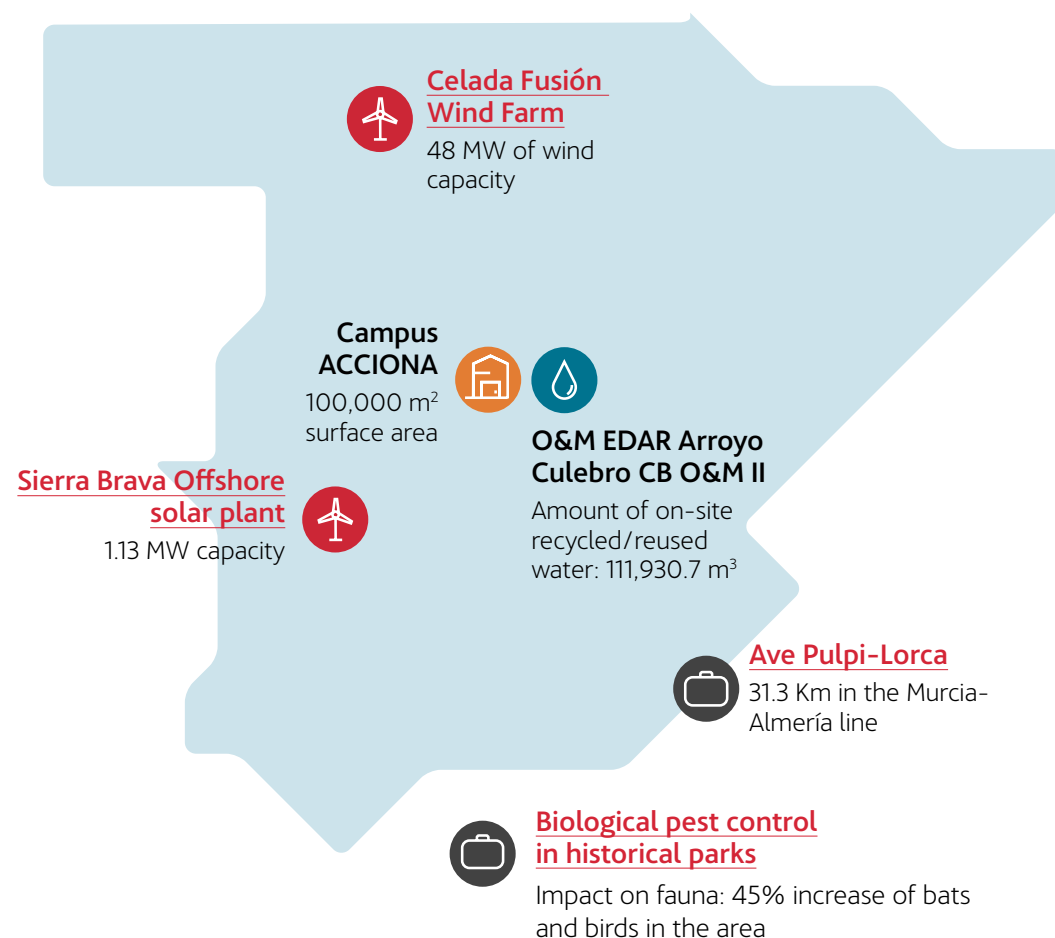 Celada Fusión
Wind Farm
48 MW of wind
capacity
Campus
ACCIONA
100,000 m²
surface area
O&M EDAR Arroyo
Culebro CB O&M II
Amount of on-site
recycled/reused
water: 111,930.7 m³
Sierra Brava Offshore
solar plant
1.13 MW capacity
Ave Pulpi-Lorca
31.3 Km in the Murcia-
Almería line
Biological pest control
in historical parks
Impact on fauna: 45% increase of bats
and birds in the area